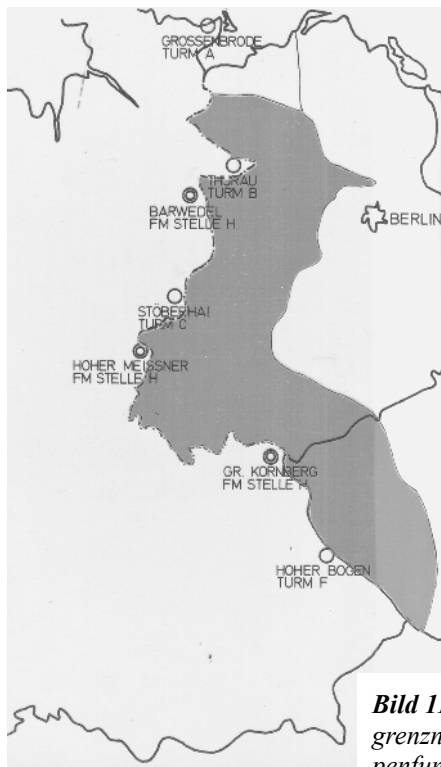 GROSSENBRODE
TURM A
THURAU
TURM B
BARWEDEL
FM STELLE H
BERLIN
STÖBERHAI
TURM C
HOHER MEISSNER
FM STELLE H
GR. KORNBERG
FM STELLE H
HOHER BOGEN
TURM F
Bild 11
grenzn